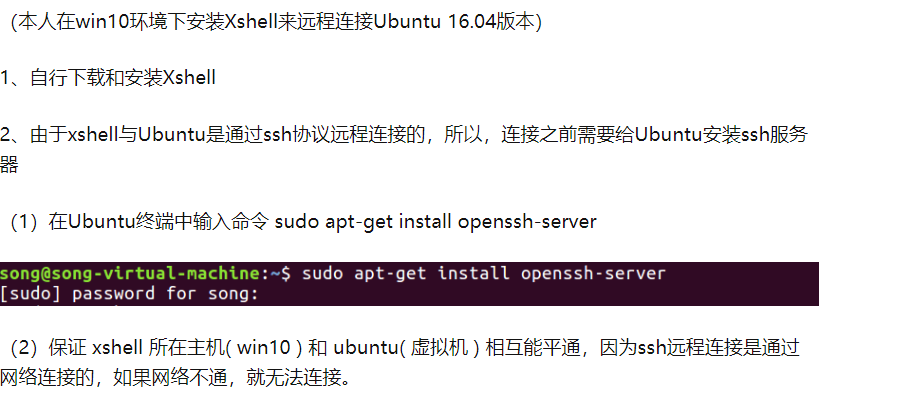 （本人在win10环境下安装Xshell来远程连接Ubuntu 16.04版本）
1、自行下载和安装Xshell
2、由于xshell与Ubuntu是通过ssh协议远程连接的，所以，连接之前需要给Ubuntu安装ssh服务
器
（1）在Ubuntu终端中输入命令 sudo apt-get install openssh-server
song@song-virtual-machine:~$ sudo apt-get install openssh-server
[sudo] password for song:
（2）保证 xshell 所在主机( win10 ) 和 ubuntu( 虚拟机 ) 相互能平通，因为ssh远程连接是通过
网络连接的，如果网络不通，就无法连接。